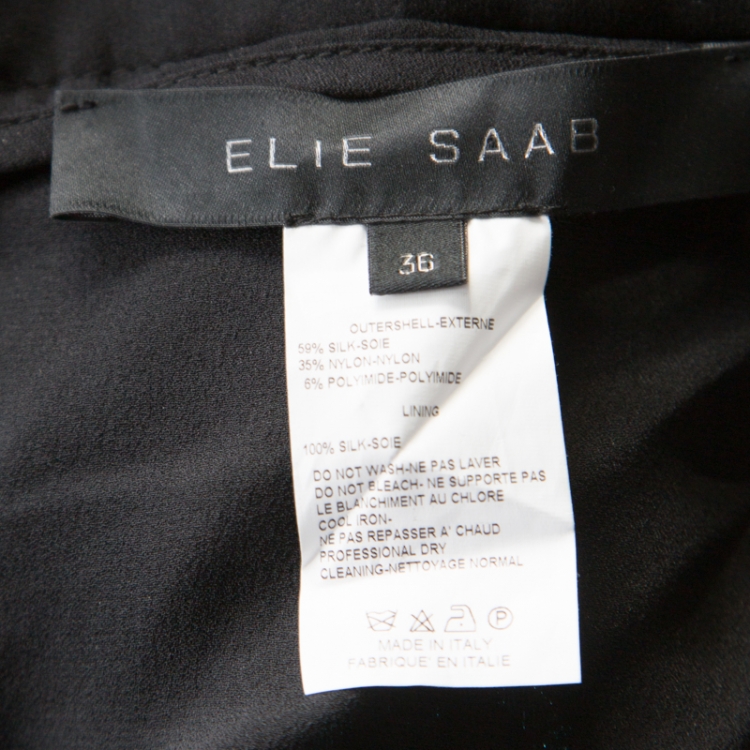 ELIE SAAB
36
OUTERSHELL-EXTERNE
59% SILK-SOIE
35% NYLON-NYLON
6% POLYIMIDE-POLYIMIDE
LINING
100% SILK-SOIE
DO NOT WASH-NE PAS LAVER
DO NOT BLEACH- NE SUPPORTE PAS
LE BLANCHIMENT AU CHLORE
COOL IRON-
NE PAS REPASSER A' CHAUD
PROFESSIONAL DRY
CLEANING-NETTOYAGE NORMAL
P
MADE IN ITALY
FABRIQUE EN ITALIE